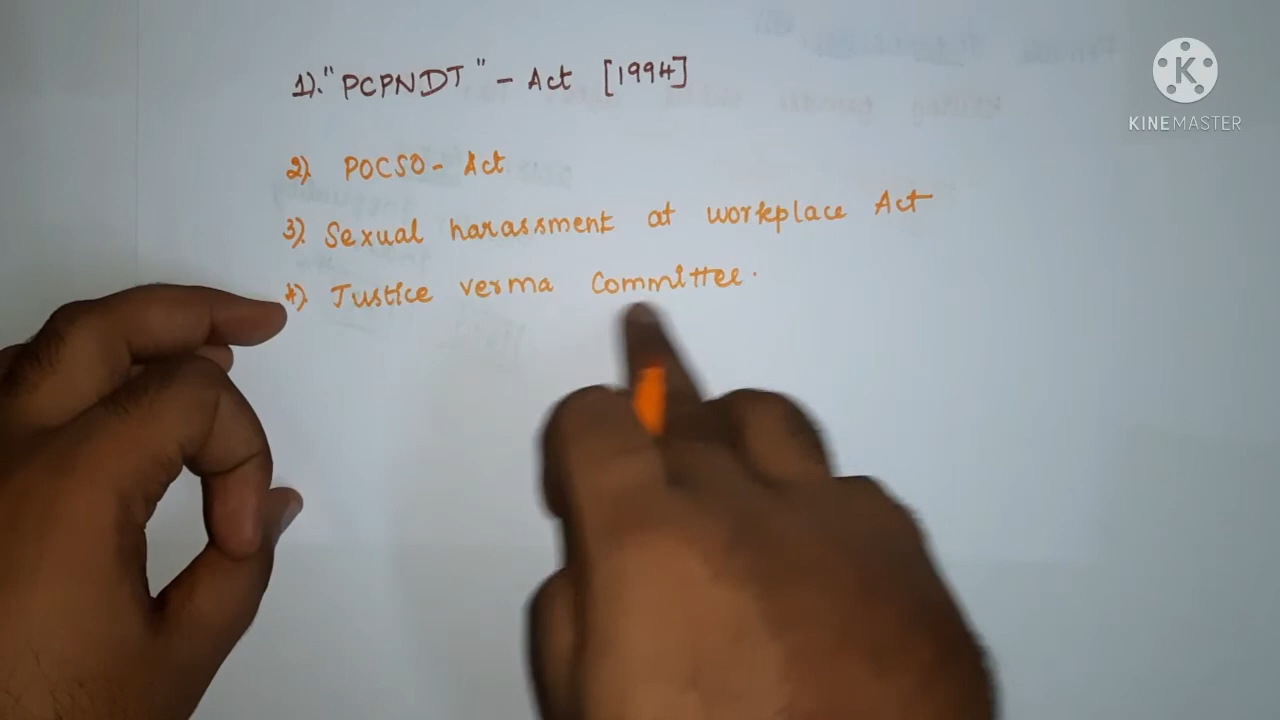 1). "PCPNDT" - Act [1994]
2). POCSO - Act
3). Sexual harassment at workplace Act
4). Justice verma Committee.
K
KINEMASTER